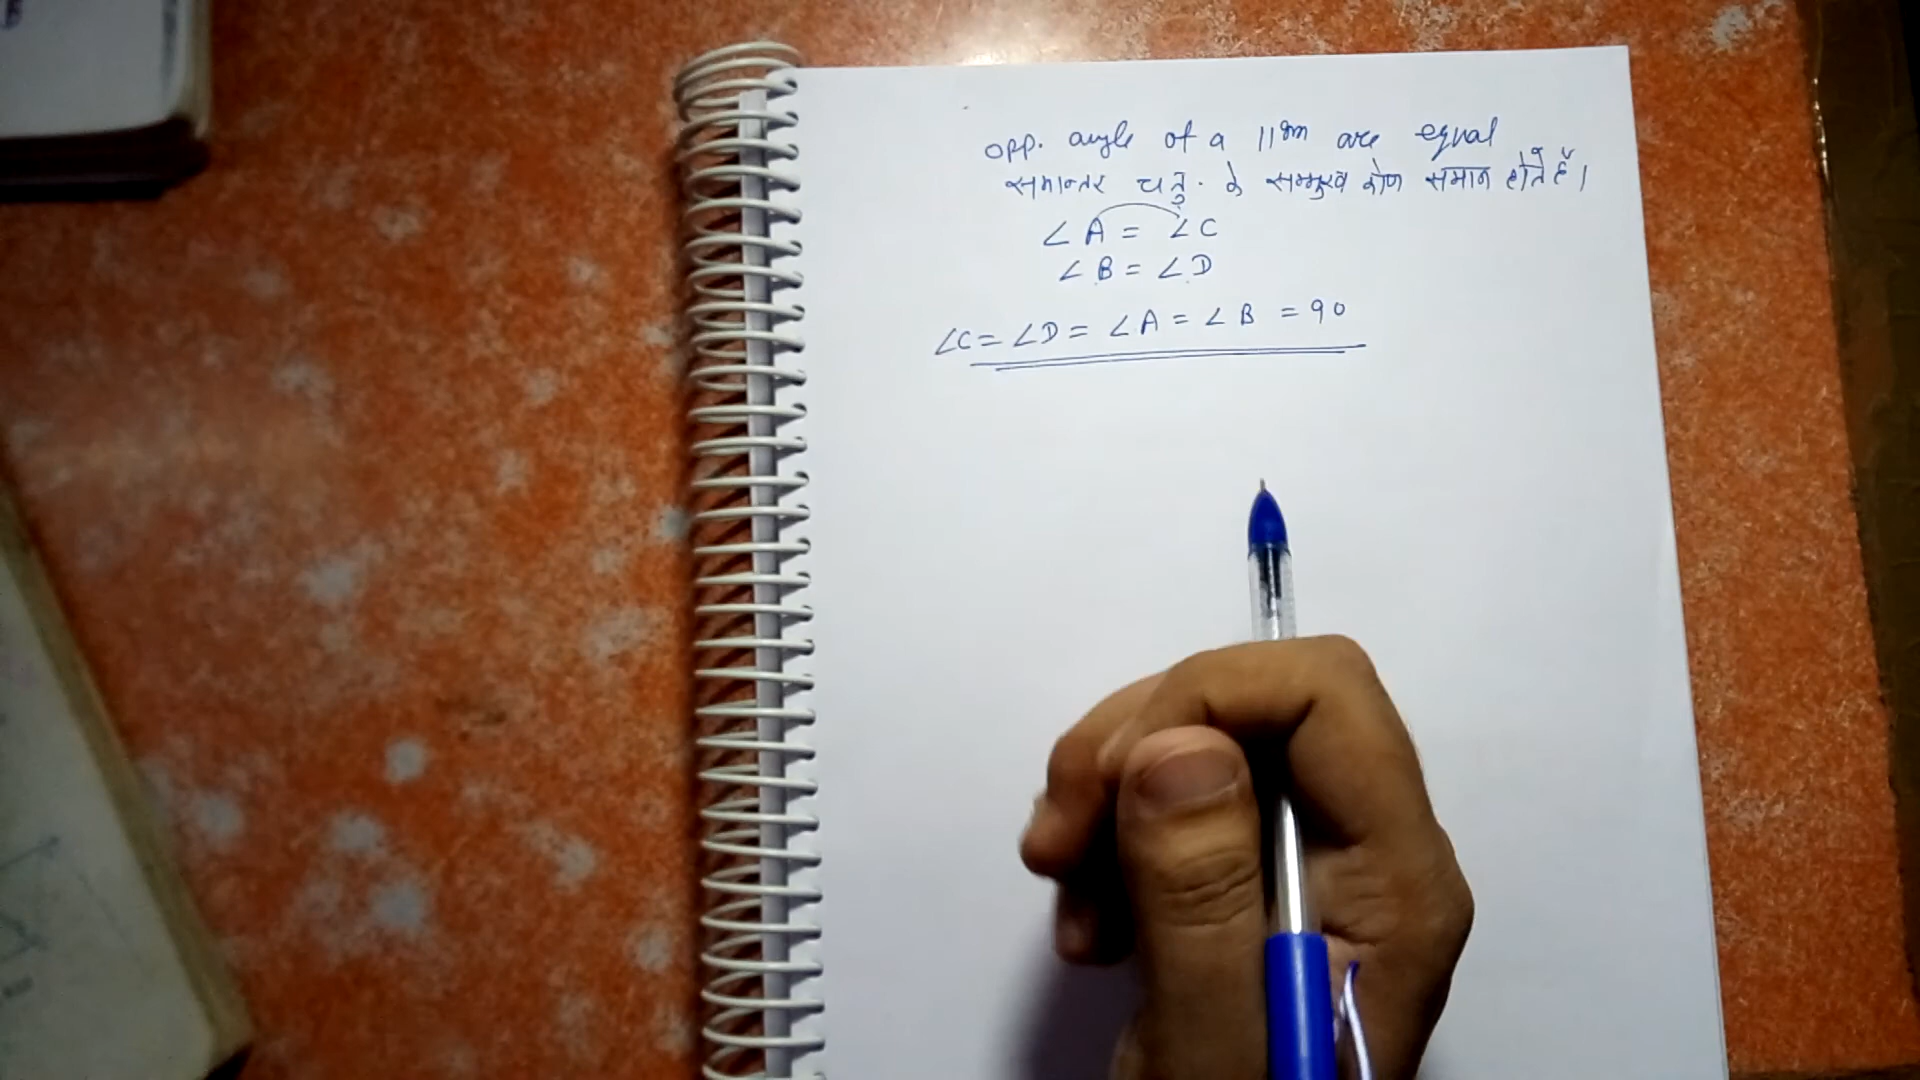 opp. angle of a ||gm are equal
समान्तर चतु. के सम्मुख कोण समान होते हैं।
∠A = ∠C
∠B = ∠D
∠C = ∠D = ∠A = ∠B = 90